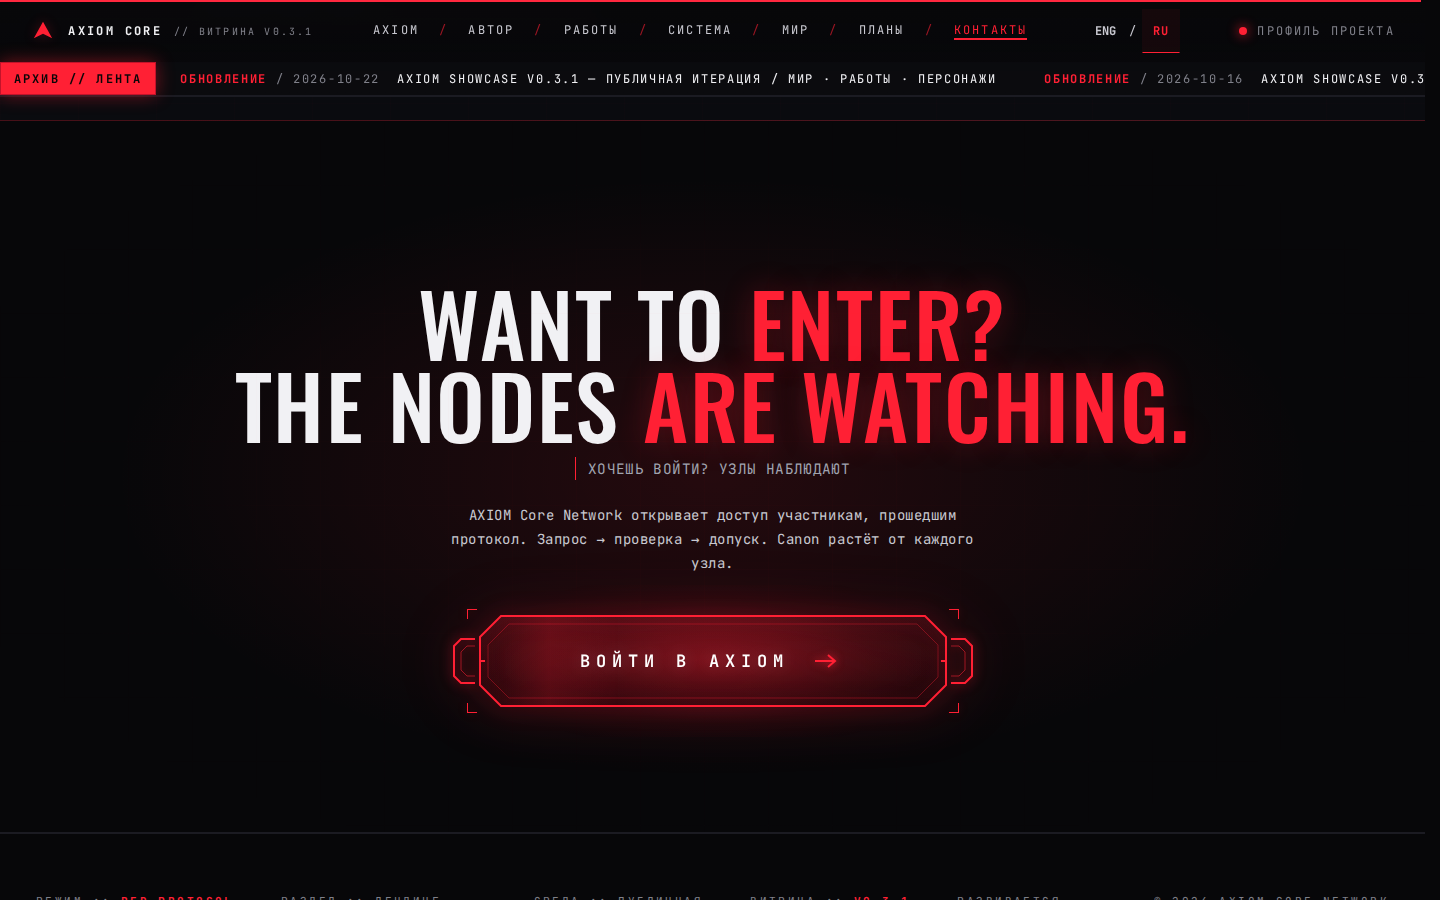 AXIOM CORE // ВИТРИНА V0.3.1 АХІОМ / АВТОР / РАБОТЫ / СИСТЕМА / МИР / ПЛАНЫ / КОНТАКТЫ ENG / RU ПРОФИЛЬ ПРОЕКТА
АРХИВ // ЛЕНТА ОБНОВЛЕНИЕ / 2026-10-22 AXIOM SHOWCASE V0.3.1 — ПУБЛИЧНАЯ ИТЕРАЦИЯ / МИР · РАБОТЫ · ПЕРСОНАЖИ ОБНОВЛЕНИЕ / 2026-10-16 AXIOM SHOWCASE V0.3
WANT TO ENTER?
THE NODES ARE WATCHING.
ХОЧЕШЬ ВОЙТИ? УЗЛЫ НАБЛЮДАЮТ
AXIOM Core Network открывает доступ участникам, прошедшим
протокол. Запрос → проверка → допуск. Canon растёт от каждого
узла.
ВОЙТИ В AXIOM →